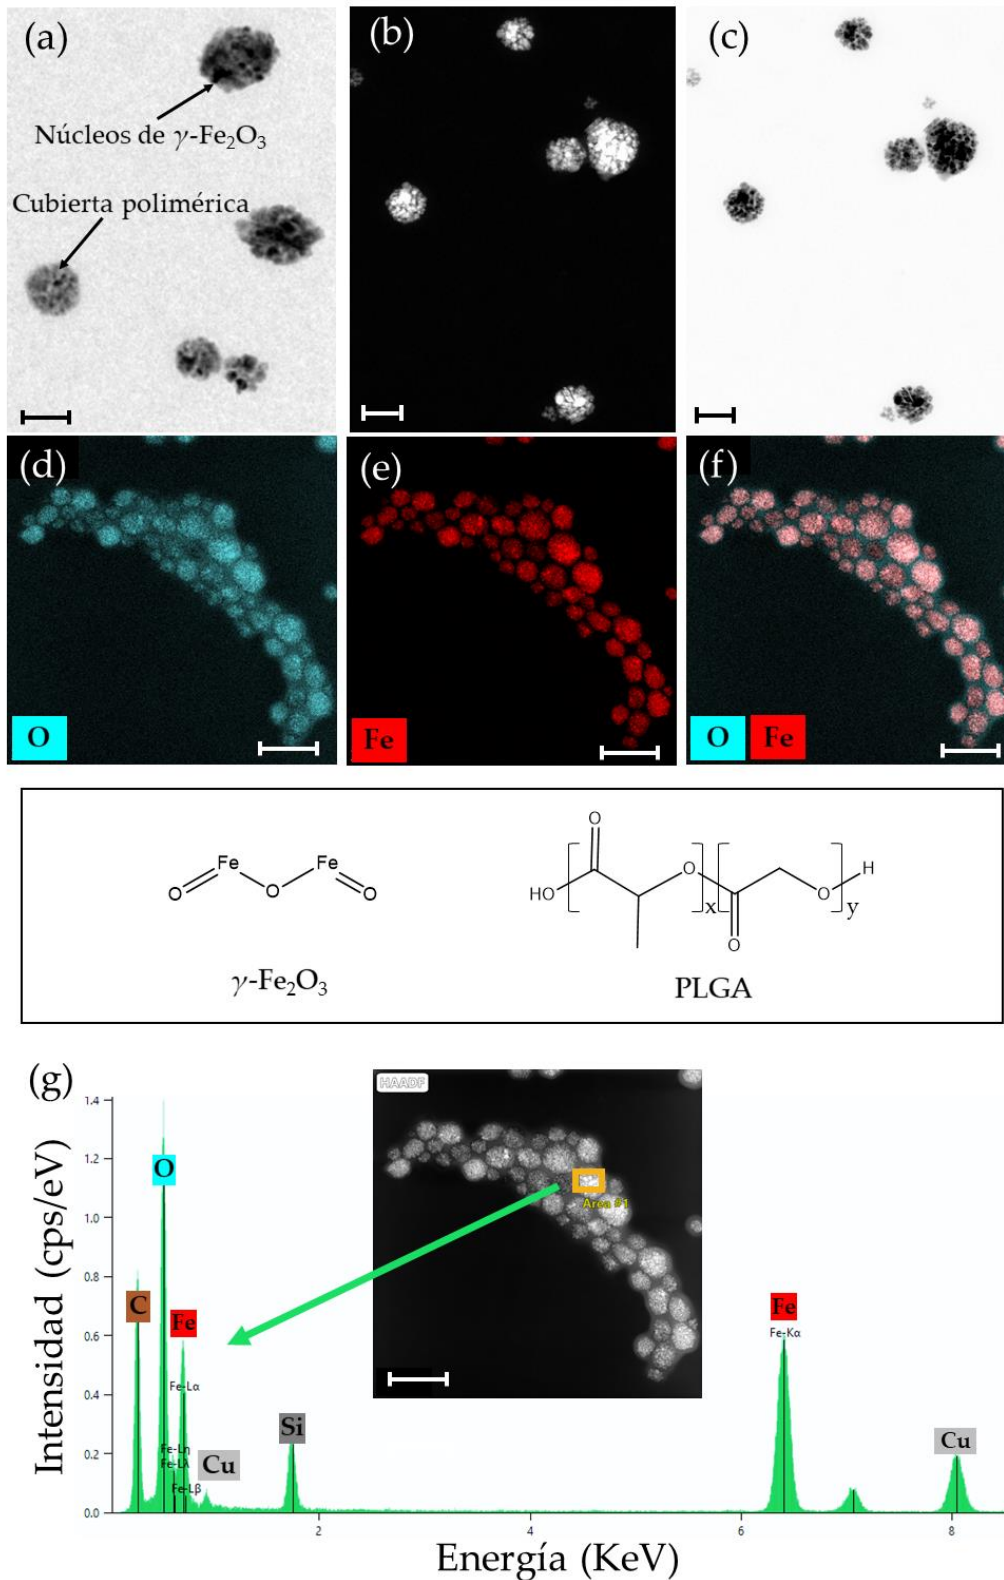 (a)
(b)
(c)
Núcleos de γ-Fe₂O₃
Cubierta polimérica
(d)
(e)
(f)
O
Fe
O Fe
Fe
Fe
O
O
O
O
HO
O
x
O
O
H
y
γ-Fe₂O₃
PLGA
(g)
HAADF
Area #1
Intensidad (cps/eV)
1.4
1.2
1.0
0.8
0.6
0.4
0.2
0.0
C
O
Fe
Fe-Lα
Fe-Lη
Fe-Lλ
Fe-Lβ
Cu
Si
Fe
Fe-Kα
Cu
2
4
6
8
Energía (KeV)